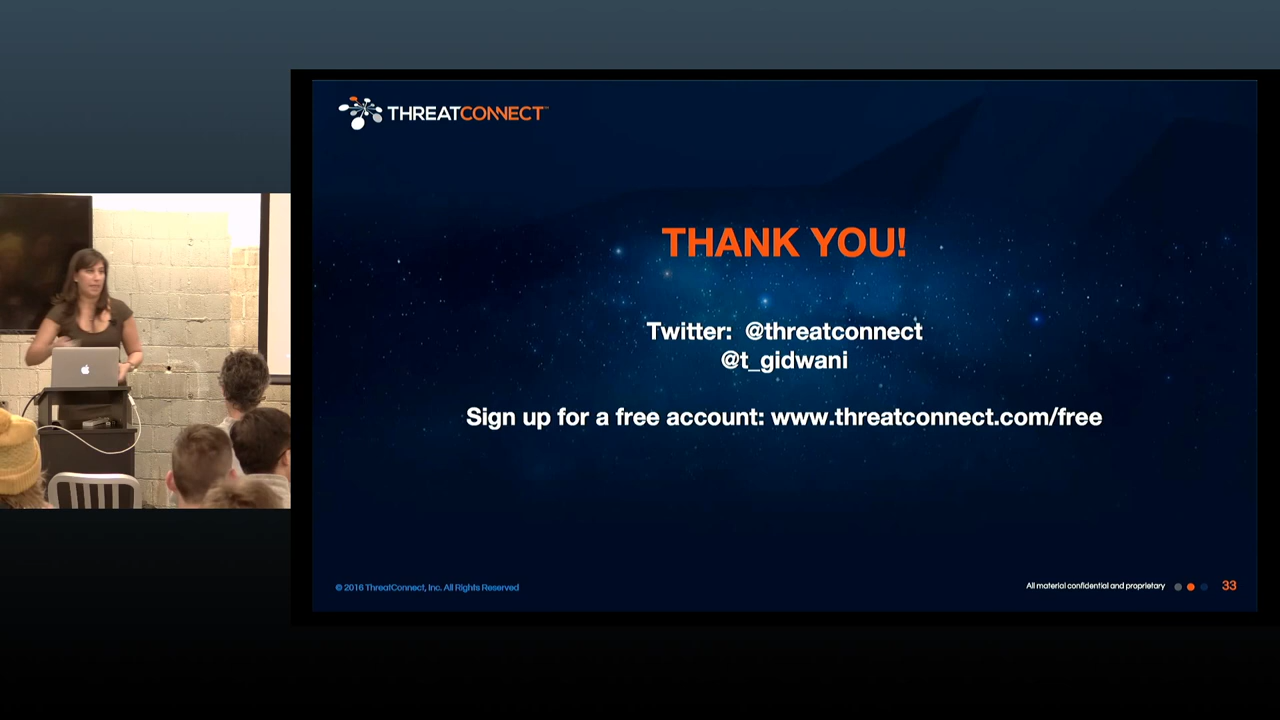 THREATCONNECT™
THANK YOU!
Twitter: @threatconnect
@t_gidwani
Sign up for a free account: www.threatconnect.com/free
© 2016 ThreatConnect, Inc. All Rights Reserved
All material confidential and proprietary
33